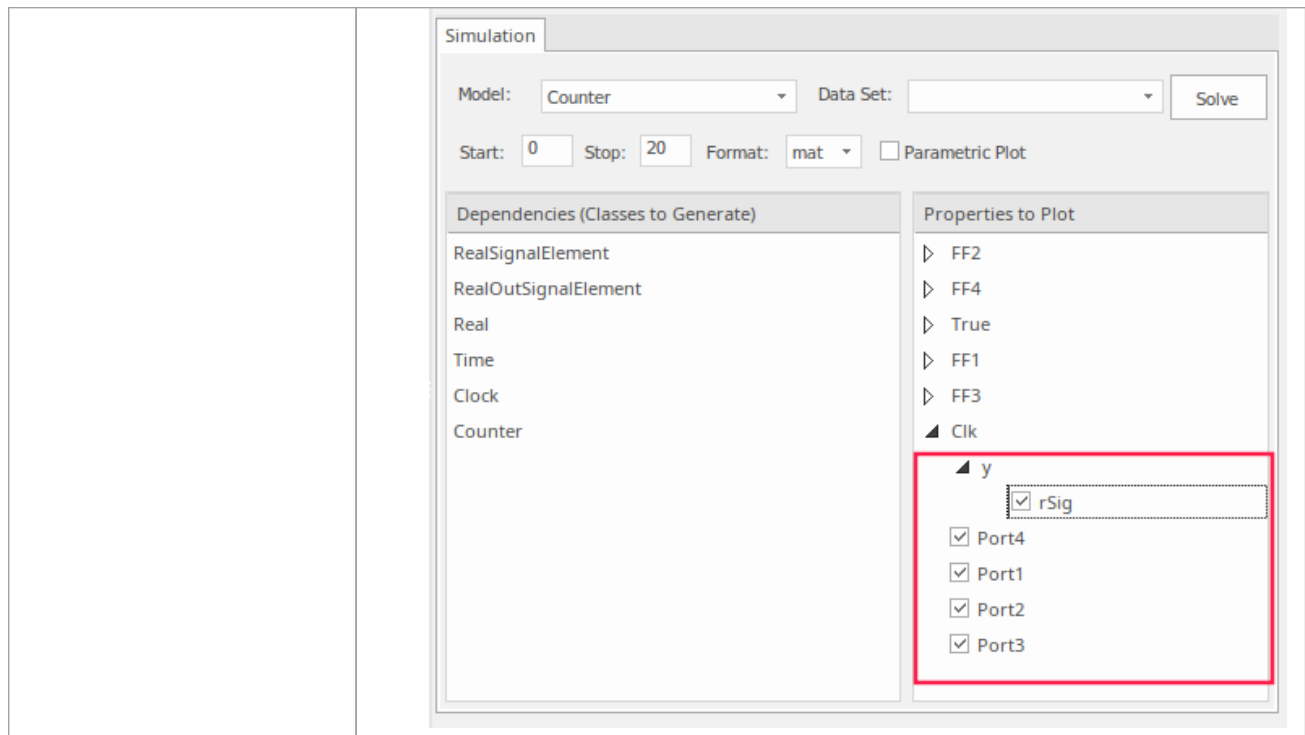 Simulation
Model: Counter Data Set: Solve
Start: 0 Stop: 20 Format: mat Parametric Plot
Dependencies (Classes to Generate)
RealSignalElement
RealOutSignalElement
Real
Time
Clock
Counter
Properties to Plot
FF2
FF4
True
FF1
FF3
Clk
y
rSig
Port4
Port1
Port2
Port3